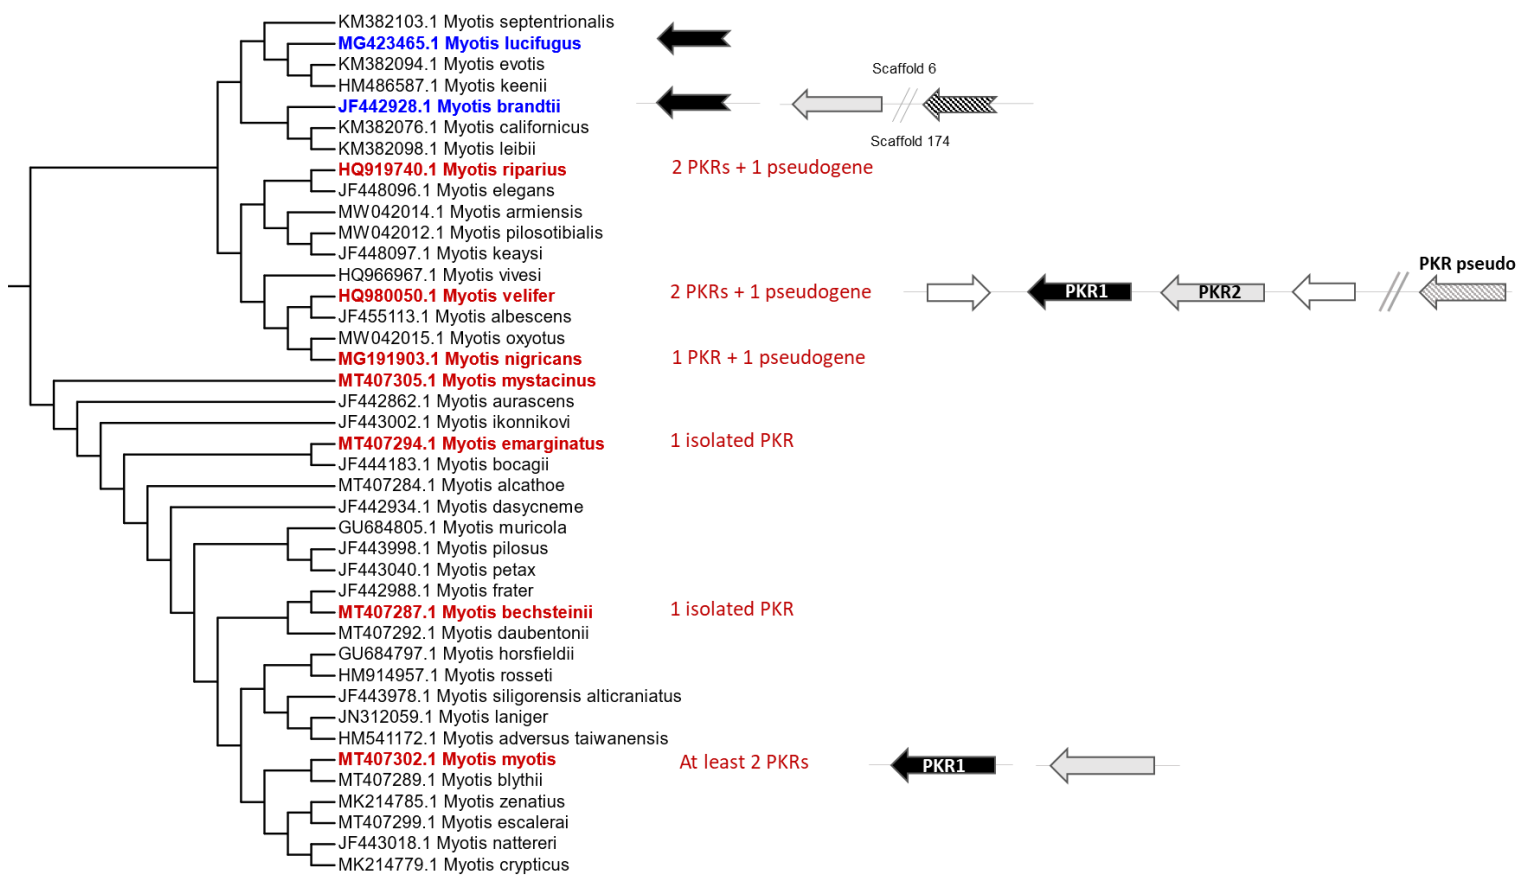 KM382103.1 Myotis septentrionalis
MG423465.1 Myotis lucifugus
KM382094.1 Myotis evotis
Scaffold 6
HM486587.1 Myotis keenii
JF442928.1 Myotis brandtii
KM382076.1 Myotis californicus
Scaffold 174
KM382098.1 Myotis leibii
HQ919740.1 Myotis riparius 2 PKRs + 1 pseudogene
JF448096.1 Myotis elegans
MW042014.1 Myotis armiensis
MW042012.1 Myotis pilosotibialis
JF448097.1 Myotis keaysi
PKR pseudo
HQ966967.1 Myotis vivesi
HQ980050.1 Myotis velifer 2 PKRs + 1 pseudogene PKR1 PKR2
JF455113.1 Myotis albescens
MW042015.1 Myotis oxyotus
MG191903.1 Myotis nigricans 1 PKR + 1 pseudogene
MT407305.1 Myotis mystacinus
JF442862.1 Myotis aurascens
JF443002.1 Myotis ikonnikovi
MT407294.1 Myotis emarginatus 1 isolated PKR
JF444183.1 Myotis bocagii
MT407284.1 Myotis alcathoe
JF442934.1 Myotis dasycneme
GU684805.1 Myotis muricola
JF443998.1 Myotis pilosus
JF443040.1 Myotis petax
JF442988.1 Myotis frater
MT407287.1 Myotis bechsteinii 1 isolated PKR
MT407292.1 Myotis daubentonii
GU684797.1 Myotis horsfieldii
HM914957.1 Myotis rosseti
JF443978.1 Myotis siligorensis alticraniatus
JN312059.1 Myotis laniger
HM541172.1 Myotis adversus taiwanensis
MT407302.1 Myotis myotis At least 2 PKRs PKR1
MT407289.1 Myotis blythii
MK214785.1 Myotis zenatius
MT407299.1 Myotis escalerai
JF443018.1 Myotis nattereri
MK214779.1 Myotis crypticus